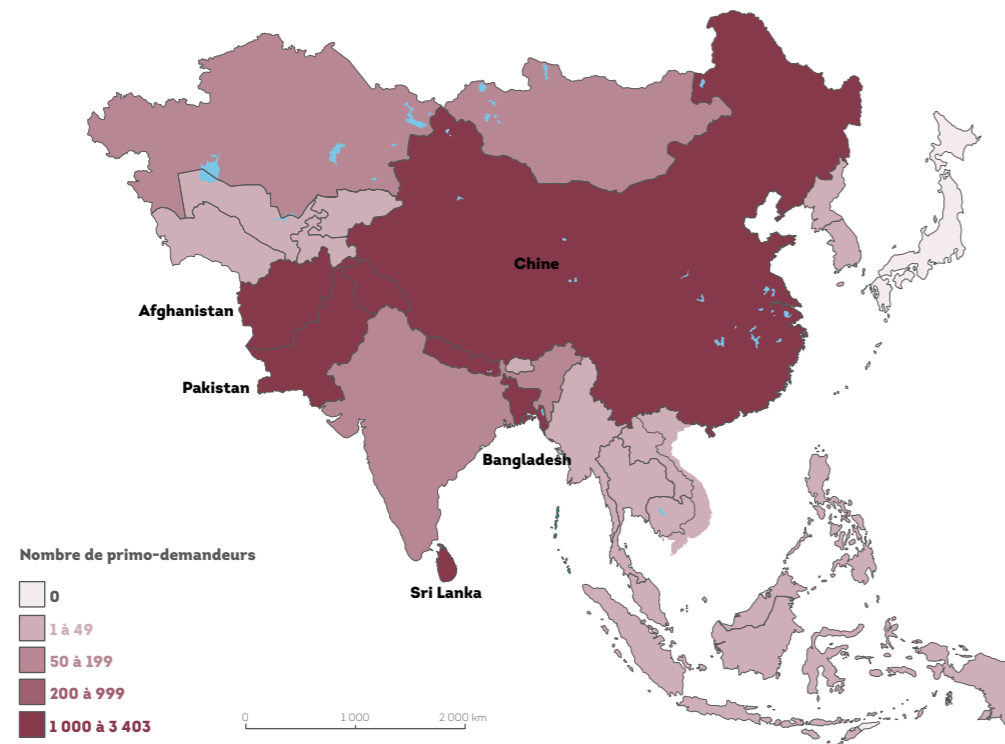 Chine
Afghanistan
Pakistan
Bangladesh
Sri Lanka
Nombre de primo-demandeurs
0
1 à 49
50 à 199
200 à 999
1 000 à 3 403
0 1 000 2 000 km